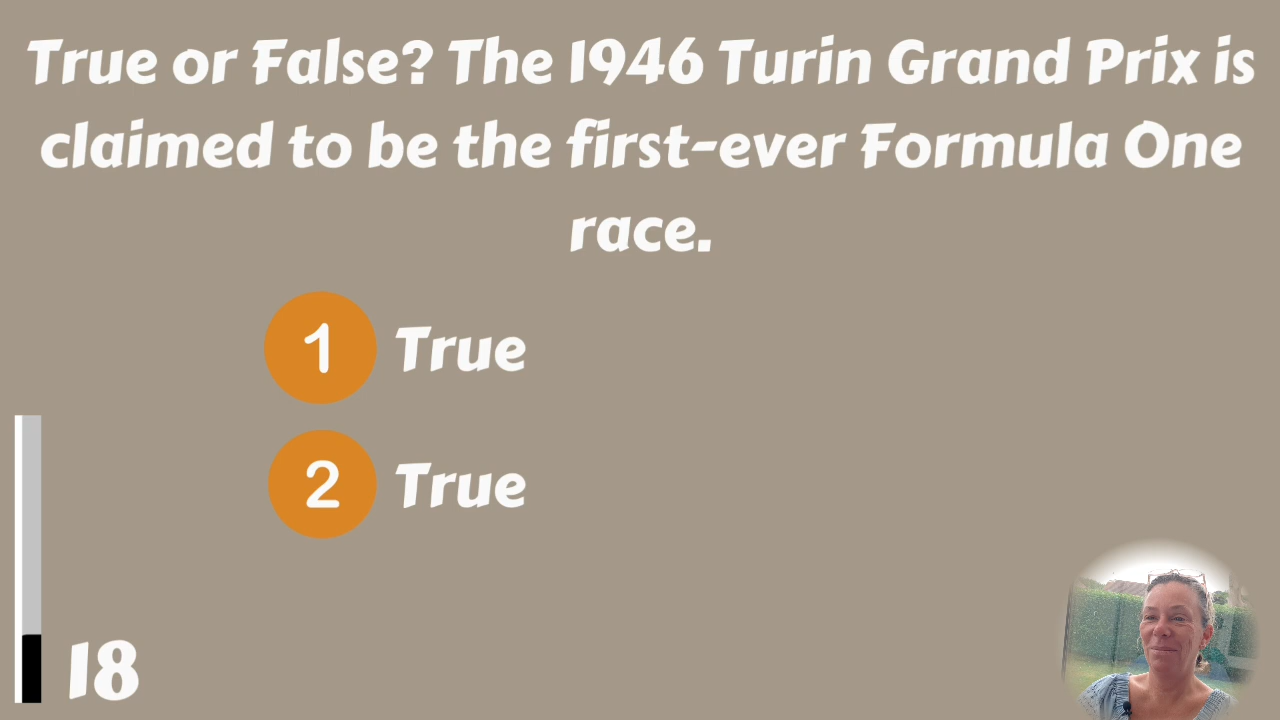 True or False? The 1946 Turin Grand Prix is
claimed to be the first-ever Formula One
race.
1 True
2 True
18